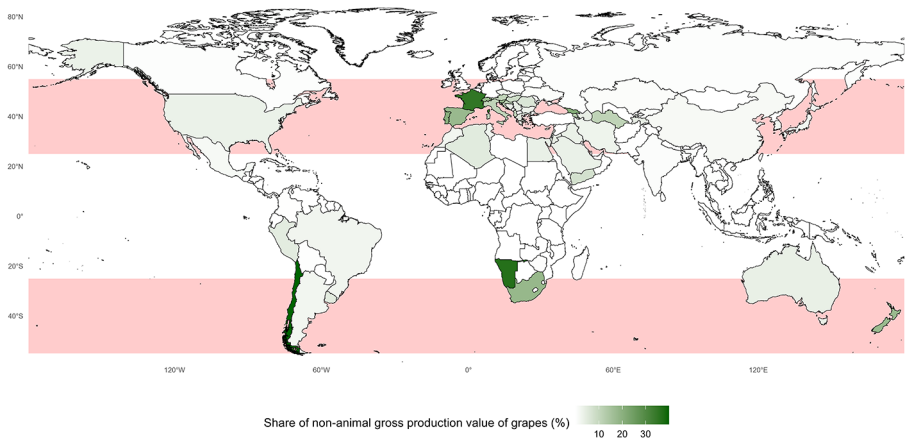 80°N
60°N
40°N
20°N
0°
20°S
40°S
120°W 60°W 0° 60°E 120°E
Share of non-animal gross production value of grapes (%)
10 20 30